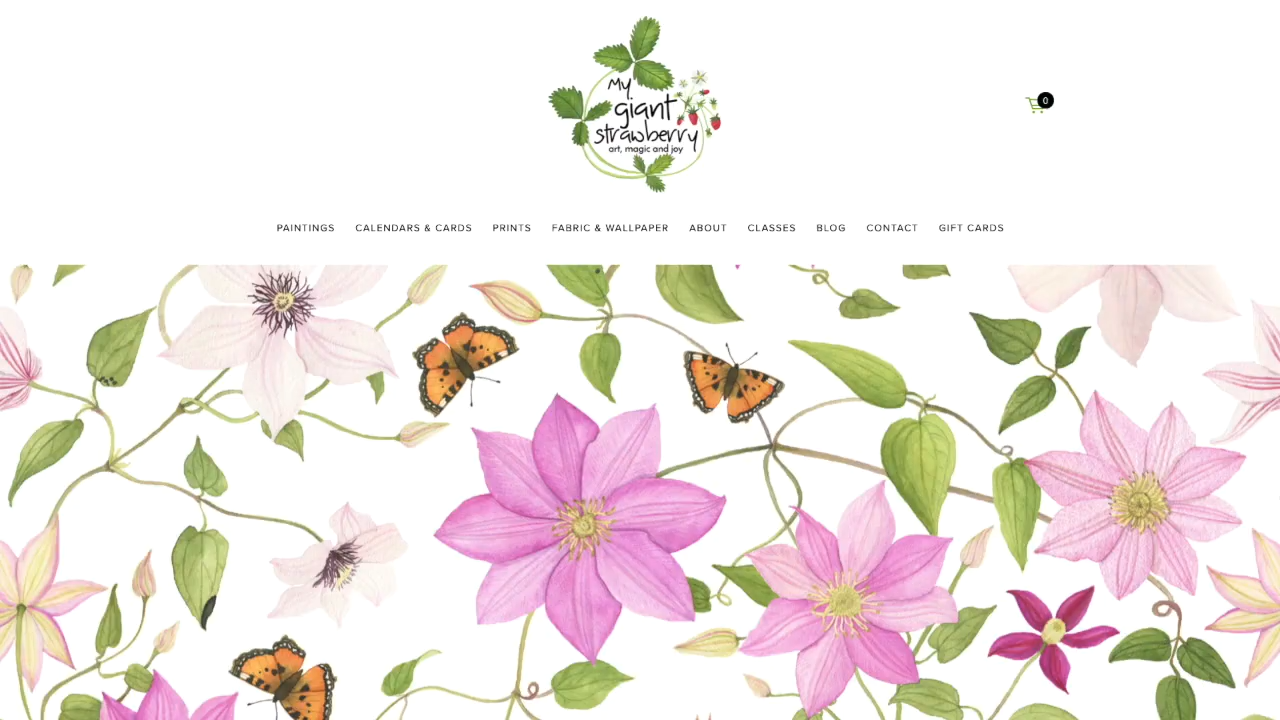 My
giant
strawberry
art, magic and joy
0
PAINTINGS CALENDARS & CARDS PRINTS FABRIC & WALLPAPER ABOUT CLASSES BLOG CONTACT GIFT CARDS